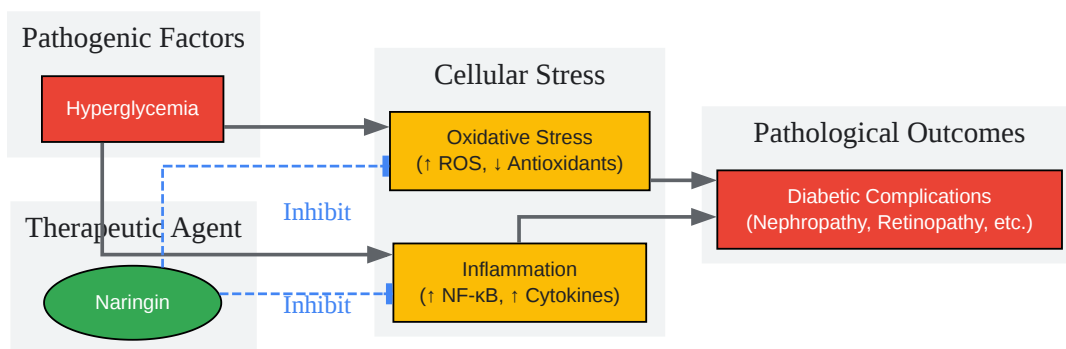 Pathogenic Factors
Hyperglycemia
Cellular Stress
Oxidative Stress
(↑ ROS, ↓ Antioxidants)
Pathological Outcomes
Diabetic Complications
(Nephropathy, Retinopathy, etc.)
Inhibit
Therapeutic Agent
Naringin
Inhibit
Inflammation
(↑ NF-κB, ↑ Cytokines)